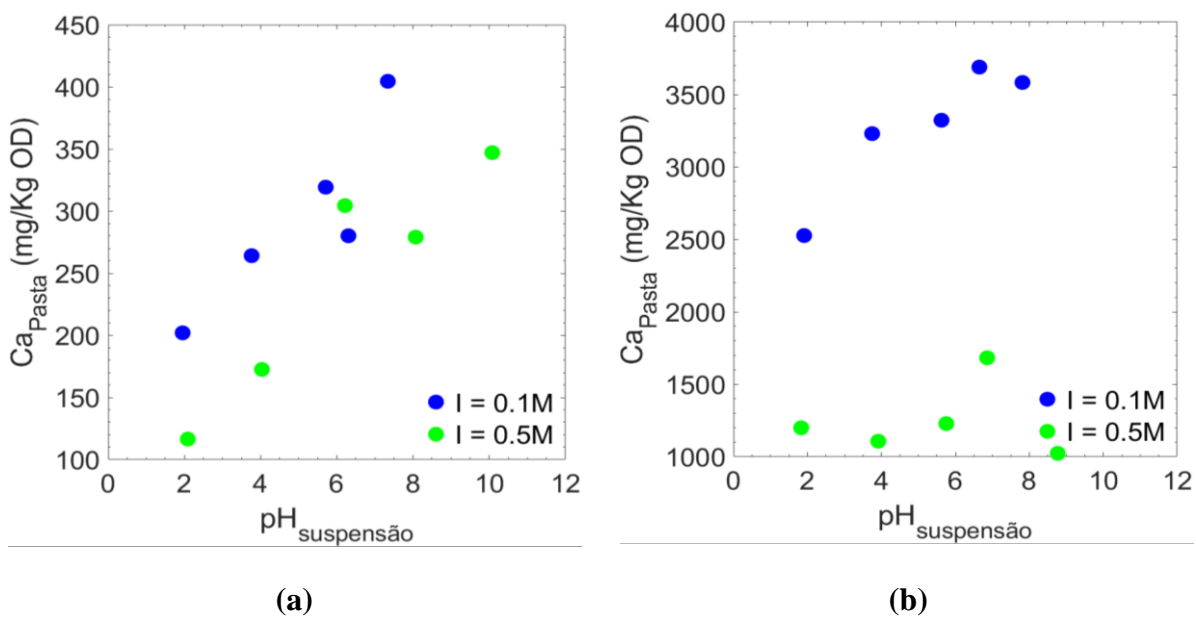 450
400
350
300
250
200
150
100
0 2 4 6 8 10 12
Ca_Pasta (mg/Kg OD)
pH_suspensão
I = 0.1M
I = 0.5M
(a)
4000
3500
3000
2500
2000
1500
1000
0 2 4 6 8 10 12
Ca_Pasta (mg/Kg OD)
pH_suspensão
I = 0.1M
I = 0.5M
(b)